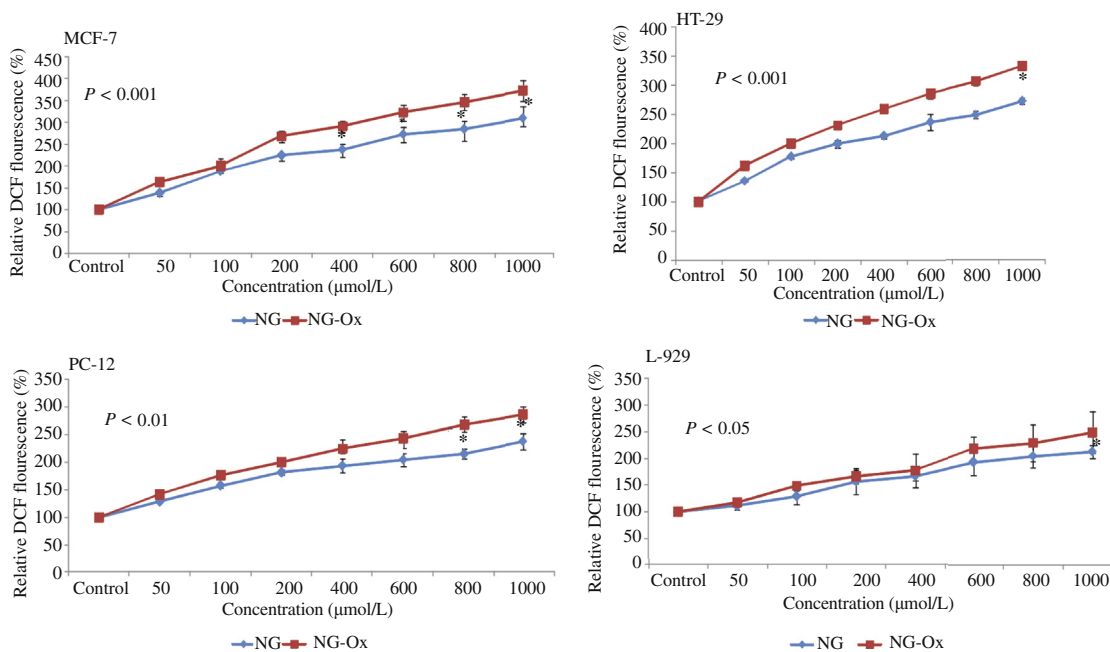 MCF-7
Relative DCF flourescence (%)
450
400
350
300
250
200
150
100
50
0
P < 0.001
*
*
*
Control 50 100 200 400 600 800 1000
Concentration (μmol/L)
NG NG-Ox
HT-29
Relative DCF flourescence (%)
400
350
300
250
200
150
100
50
0
P < 0.001
*
Control 50 100 200 400 600 800 1000
Concentration (μmol/L)
NG NG-Ox
PC-12
Relative DCF flourescence (%)
350
300
250
200
150
100
50
0
P < 0.01
*
*
Control 50 100 200 400 600 800 1000
Concentration (μmol/L)
NG NG-Ox
L-929
Relative DCF flourescence (%)
350
300
250
200
150
100
50
0
P < 0.05
*
Control 50 100 200 400 600 800 1000
Concentration (μmol/L)
NG NG-Ox